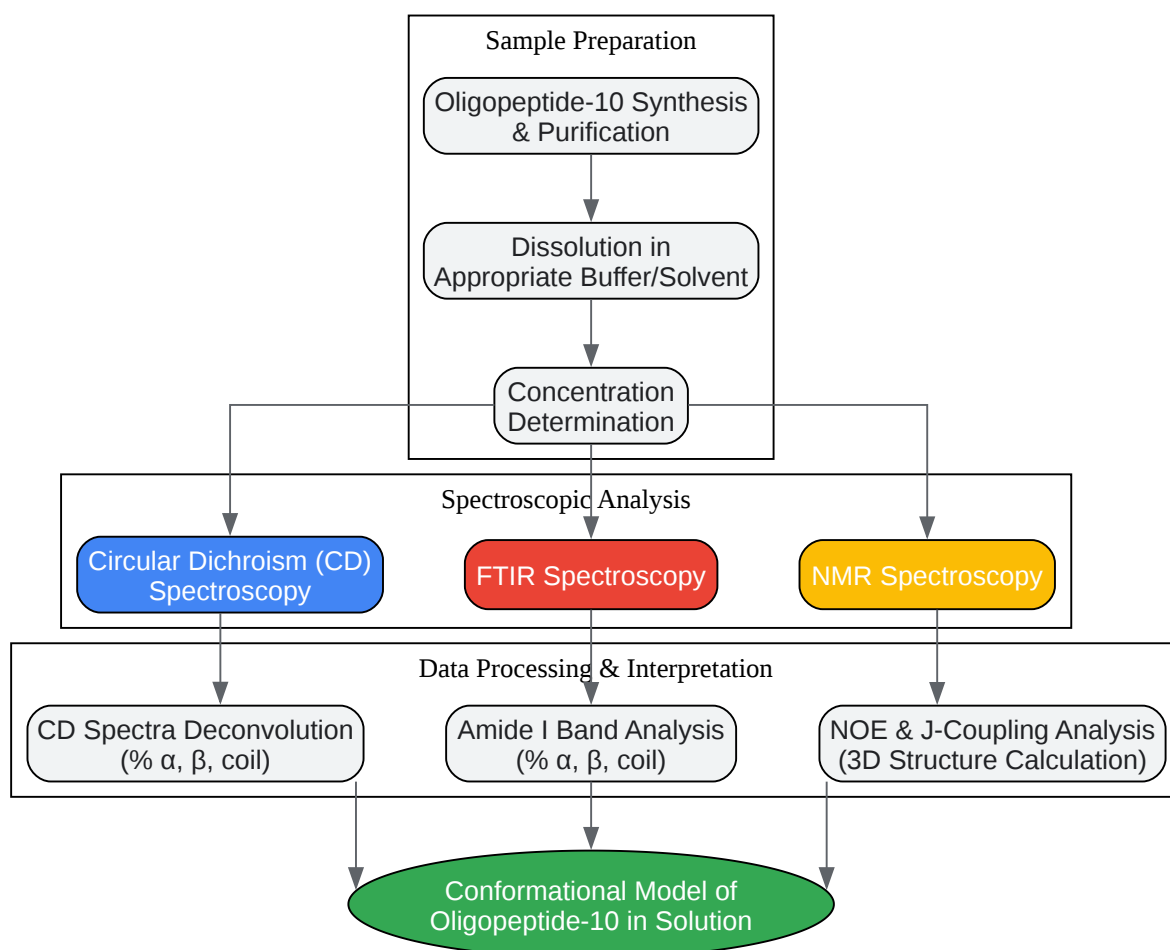 Sample Preparation
Oligopeptide-10 Synthesis
& Purification
Dissolution in
Appropriate Buffer/Solvent
Concentration
Determination
Spectroscopic Analysis
Circular Dichroism (CD)
Spectroscopy
FTIR Spectroscopy
NMR Spectroscopy
Data Processing & Interpretation
CD Spectra Deconvolution
(% α, β, coil)
Amide I Band Analysis
(% α, β, coil)
NOE & J-Coupling Analysis
(3D Structure Calculation)
Conformational Model of
Oligopeptide-10 in Solution